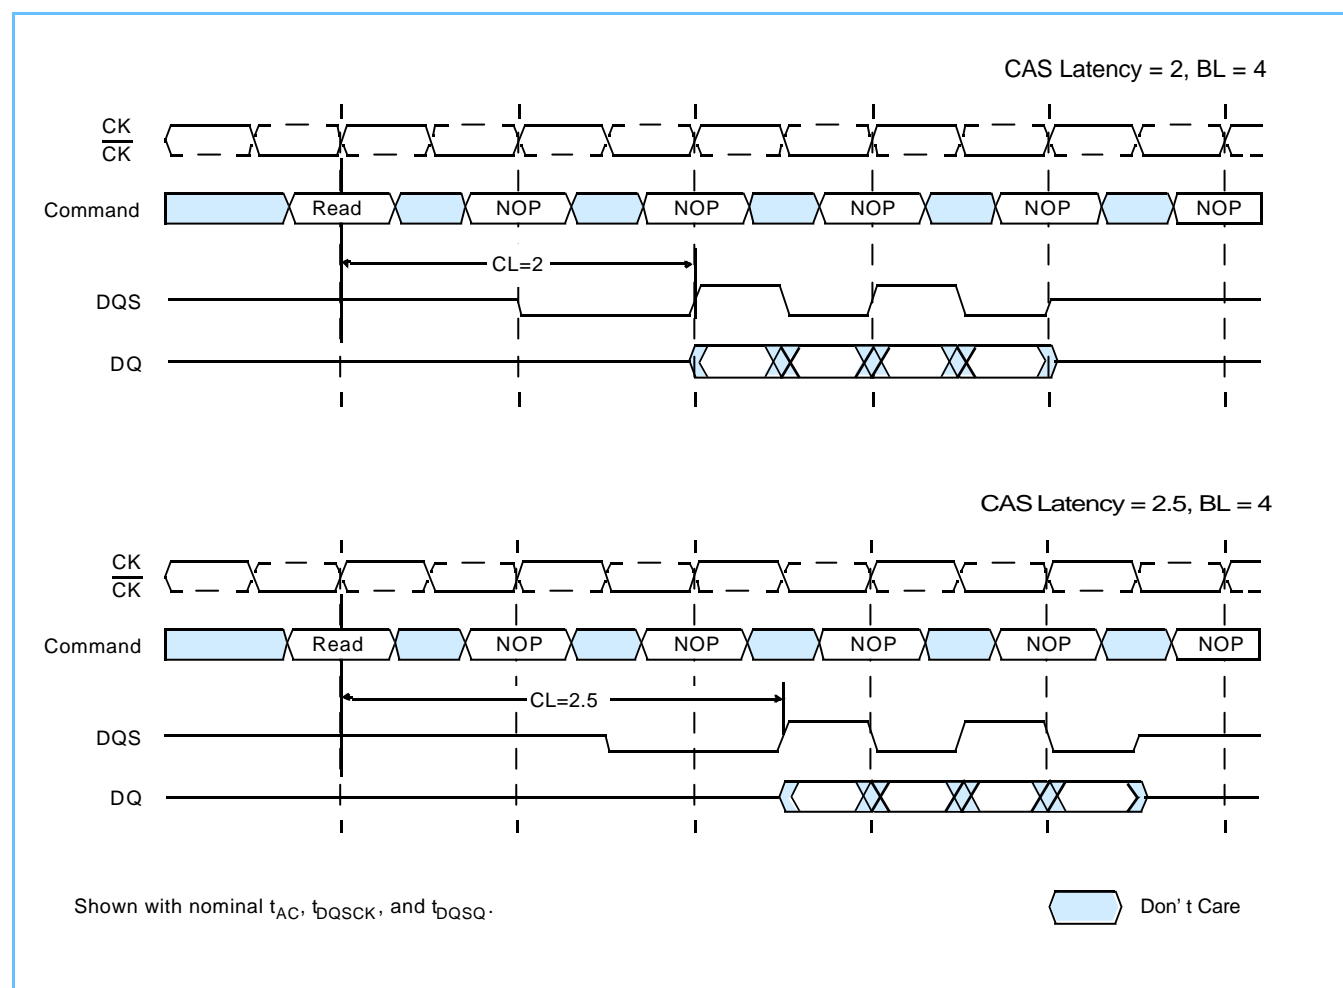 CAS Latency = 2, BL = 4
CK
CK
Command Read NOP NOP NOP NOP NOP
CL=2
DQS
DQ
CAS Latency = 2.5, BL = 4
CK
CK
Command Read NOP NOP NOP NOP NOP
CL=2.5
DQS
DQ
Shown with nominal tAC, tDQSCK, and tDQSQ.
Don' t Care